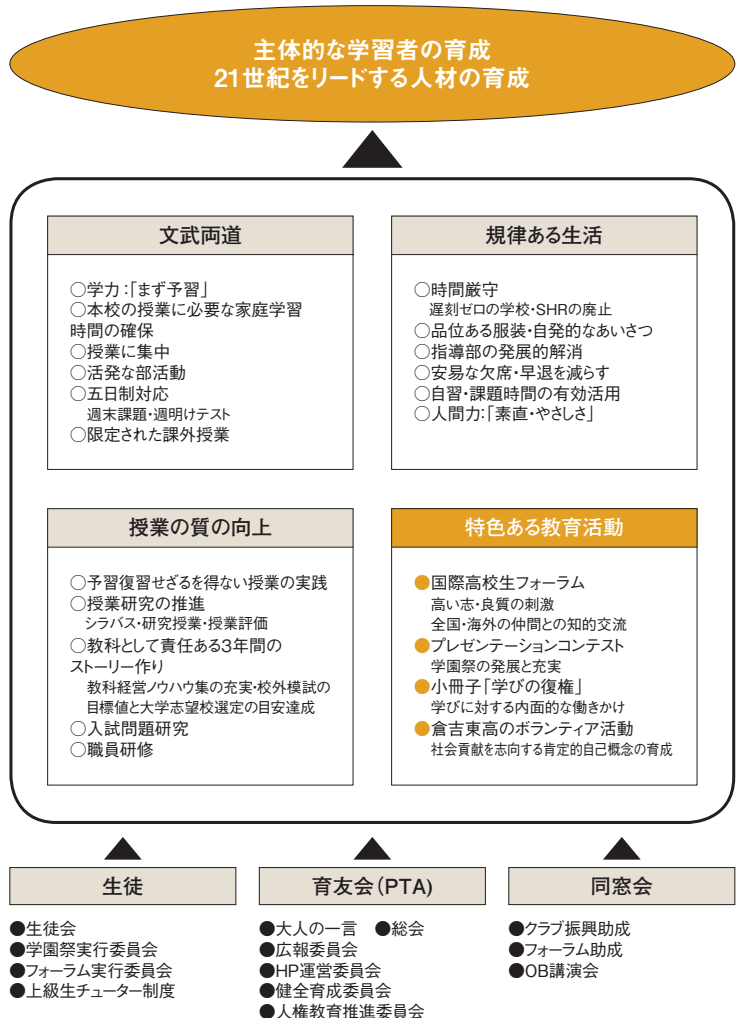 主体的な学習者の育成
21世紀をリードする人材の育成
文武両道
○学力：「まず予習」
○本校の授業に必要な家庭学習
時間の確保
○授業に集中
○活発な部活動
○五日制対応
週末課題・週明けテスト
○限定された課外授業
規律ある生活
○時間厳守
遅刻ゼロの学校・SHRの廃止
○品位ある服装・自発的なあいさつ
○指導部の発展的解消
○安易な欠席・早退を減らす
○自習・課題時間の有効活用
○人間力：「素直・やさしさ」
授業の質の向上
○予習復習せざるを得ない授業の実践
○授業研究の推進
シラバス・研究授業・授業評価
○教科として責任ある3年間の
ストーリー作り
教科経営ノウハウ集の充実・校外模試の
目標値と大学志望校選定の目安達成
○入試問題研究
○職員研修
特色ある教育活動
●国際高校生フォーラム
高い志・良質の刺激
全国・海外の仲間との知的交流
●プレゼンテーションコンテスト
学園祭の発展と充実
●小冊子「学びの復権」
学びに対する内面的な働きかけ
●倉吉東高のボランティア活動
社会貢献を志向する肯定的自己概念の育成
生徒
●生徒会
●学園祭実行委員会
●フォーラム実行委員会
●上級生チューター制度
育友会（PTA）
●大人の一言 ●総会
●広報委員会
●HP運営委員会
●健全育成委員会
●人権教育推進委員会
同窓会
●クラブ振興助成
●フォーラム助成
●OB講演会